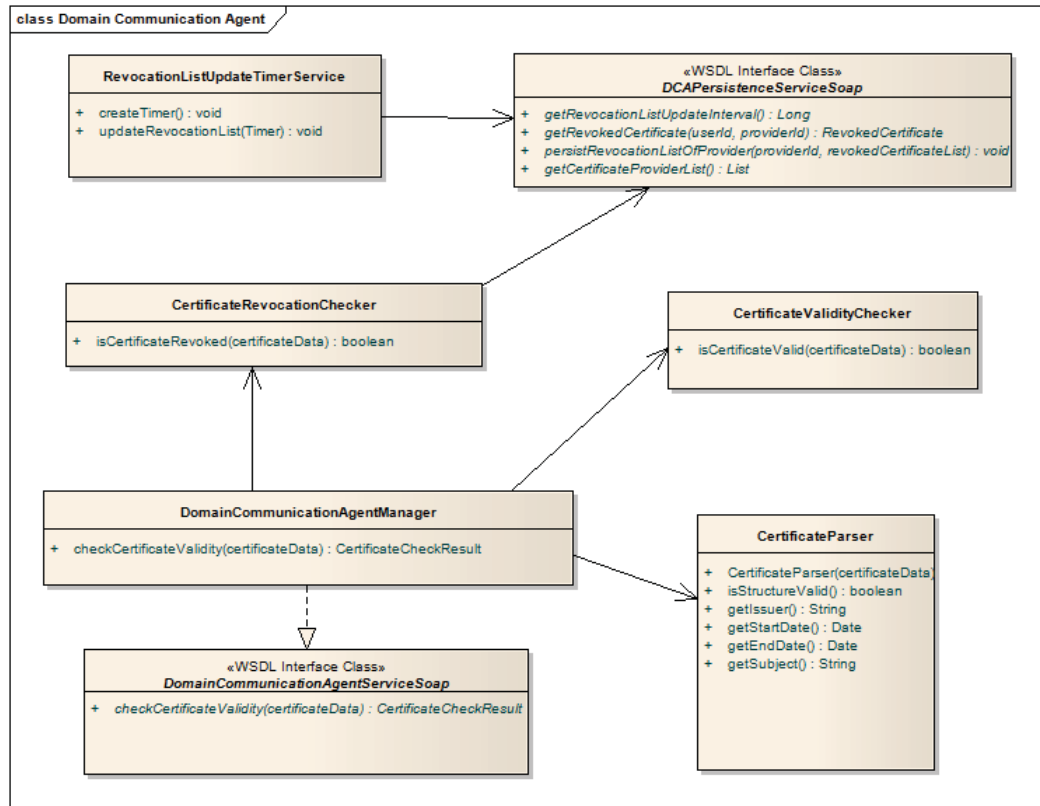 class Domain Communication Agent
RevocationListUpdateTimerService
+ createTimer() : void
+ updateRevocationList(Timer) : void
«WSDL Interface Class»
DCAPersistenceServiceSoap
+ getRevocationListUpdateInterval() : Long
+ getRevokedCertificate(userId, providerId) : RevokedCertificate
+ persistRevocationListOfProvider(providerId, revokedCertificateList) : void
+ getCertificateProviderList() : List
CertificateRevocationChecker
+ isCertificateRevoked(certificateData) : boolean
CertificateValidityChecker
+ isCertificateValid(certificateData) : boolean
DomainCommunicationAgentManager
+ checkCertificateValidity(certificateData) : CertificateCheckResult
CertificateParser
+ CertificateParser(certificateData)
+ isStructureValid() : boolean
+ getIssuer() : String
+ getStartDate() : Date
+ getEndDate() : Date
+ getSubject() : String
«WSDL Interface Class»
DomainCommunicationAgentServiceSoap
+ checkCertificateValidity(certificateData) : CertificateCheckResult